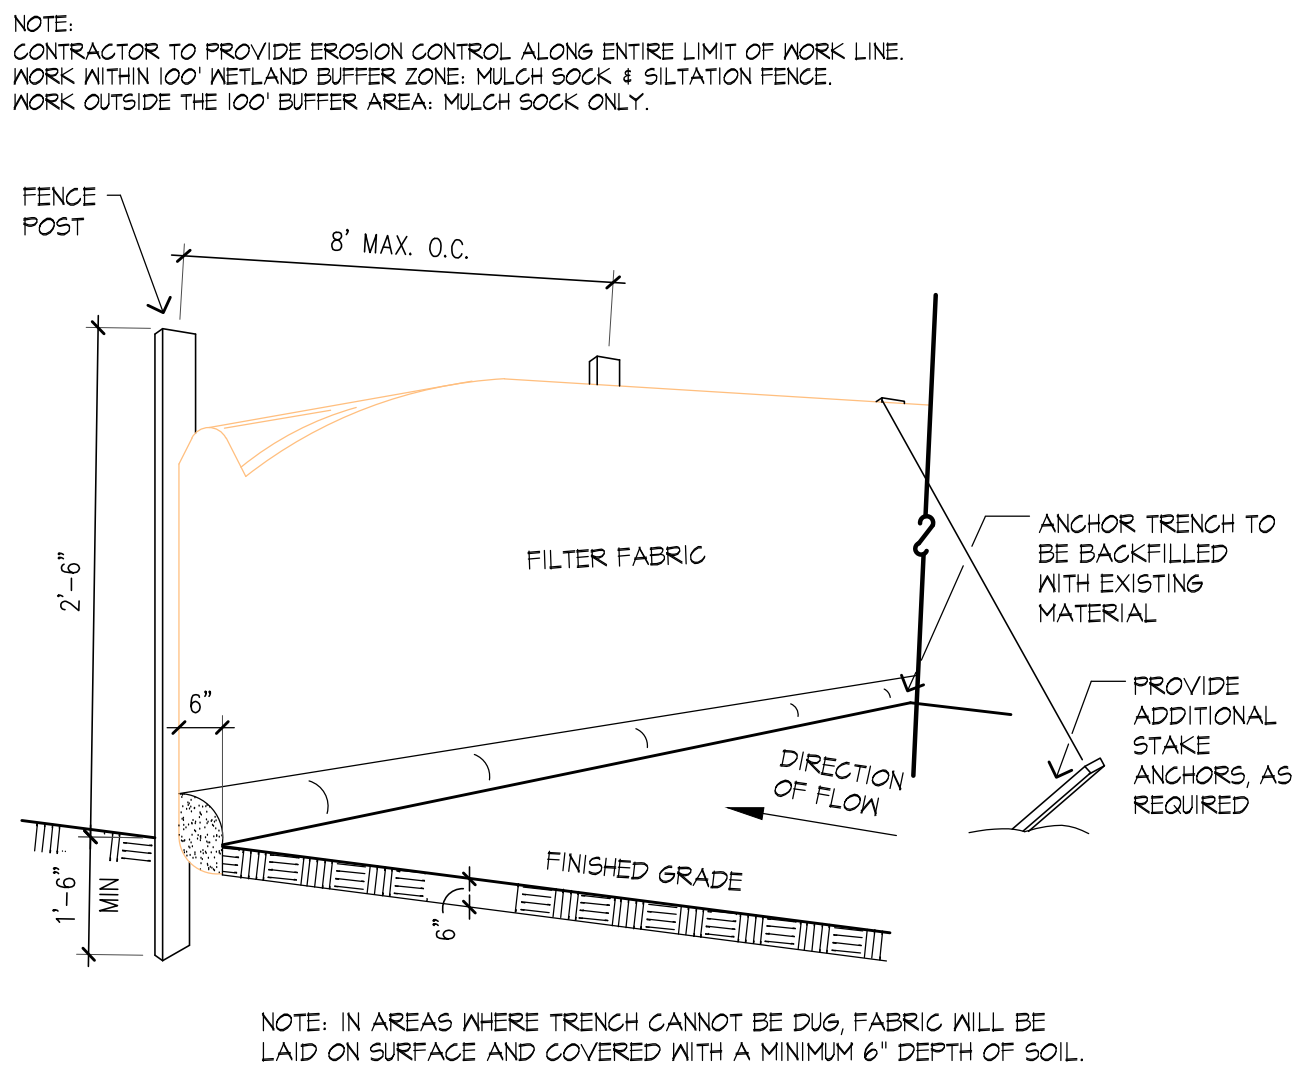 NOTE:
CONTRACTOR TO PROVIDE EROSION CONTROL ALONG ENTIRE LIMIT OF WORK LINE.
WORK WITHIN 100' WETLAND BUFFER ZONE: MULCH SOCK & SILTATION FENCE.
WORK OUTSIDE THE 100' BUFFER AREA: MULCH SOCK ONLY.
FENCE
POST
8' MAX. O.C.
2'-6"
FILTER FABRIC
ANCHOR TRENCH TO
BE BACKFILLED
WITH EXISTING
MATERIAL
PROVIDE
ADDITIONAL
STAKE
ANCHORS, AS
REQUIRED
6"
DIRECTION
OF FLOW
FINISHED GRADE
1'-6"
MIN
6"
NOTE: IN AREAS WHERE TRENCH CANNOT BE DUG, FABRIC WILL BE
LAID ON SURFACE AND COVERED WITH A MINIMUM 6" DEPTH OF SOIL.